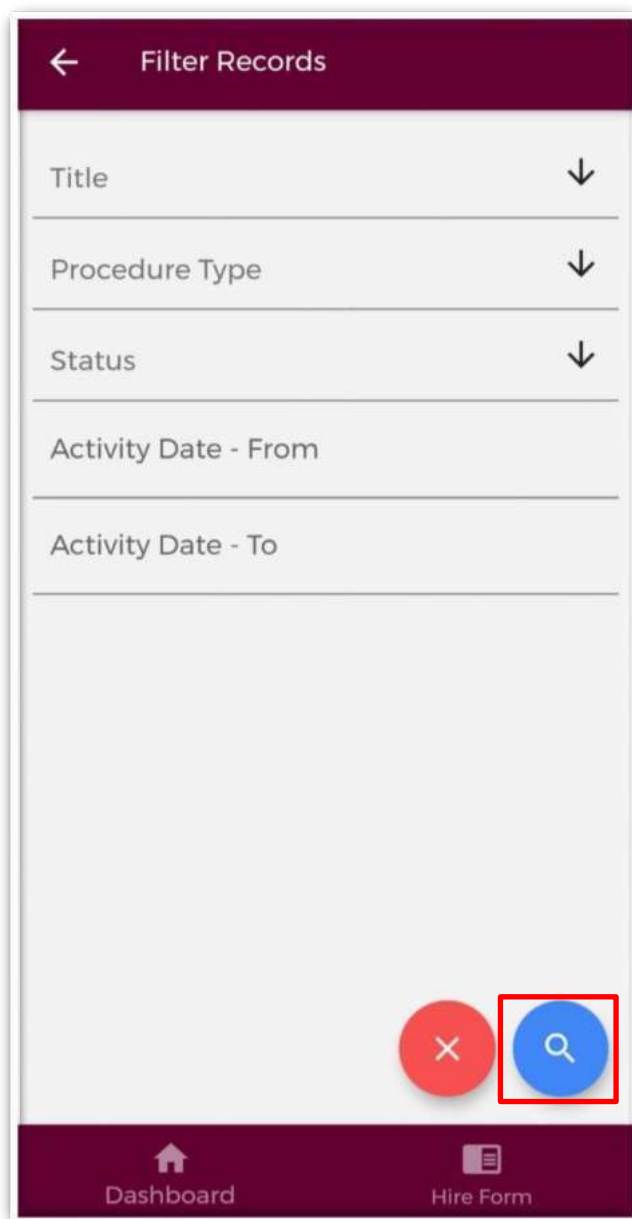 Filter Records
Title
Procedure Type
Status
Activity Date - From
Activity Date - To
Dashboard
Hire Form